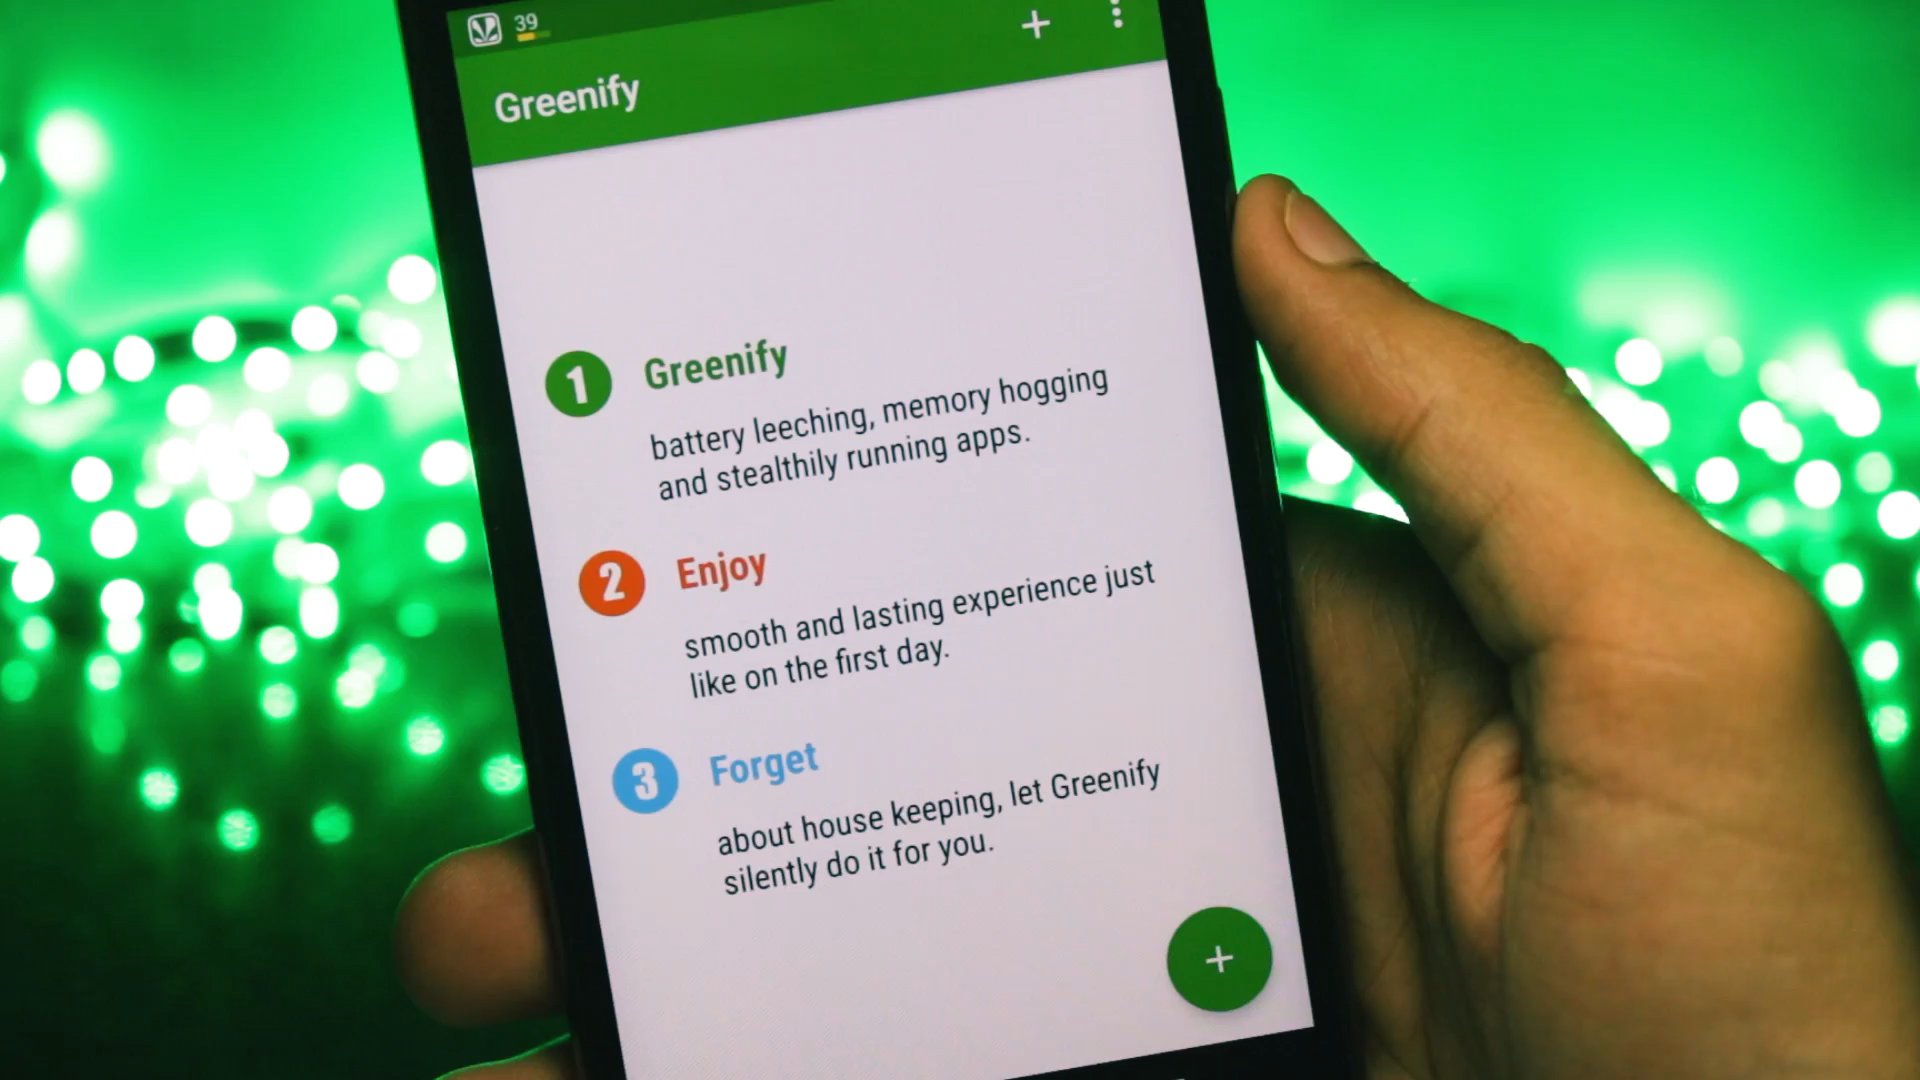 39
Greenify
1 Greenify
battery leeching, memory hogging
and stealthily running apps.
2 Enjoy
smooth and lasting experience just
like on the first day.
3 Forget
about house keeping, let Greenify
silently do it for you.